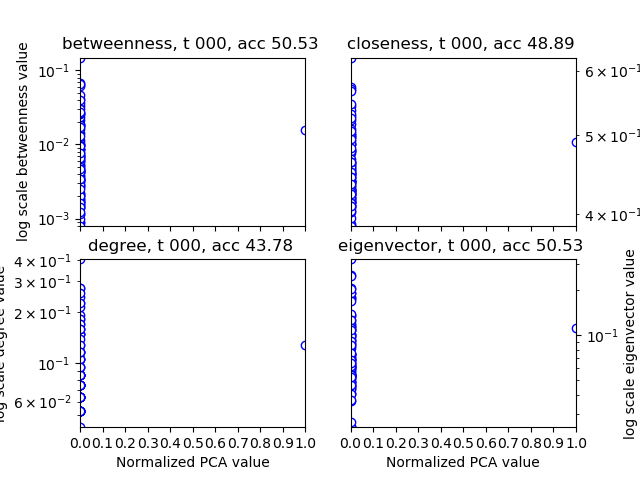 betweenness, t 000, acc 50.53
closeness, t 000, acc 48.89
log scale betweenness value
10⁻¹
10⁻²
10⁻³
6 × 10⁻¹
5 × 10⁻¹
4 × 10⁻¹
degree, t 000, acc 43.78
eigenvector, t 000, acc 50.53
log scale degree value
4 × 10⁻¹
3 × 10⁻¹
2 × 10⁻¹
10⁻¹
6 × 10⁻²
10⁻¹
log scale eigenvector value
0.0 0.1 0.2 0.3 0.4 0.5 0.6 0.7 0.8 0.9 1.0
0.0 0.1 0.2 0.3 0.4 0.5 0.6 0.7 0.8 0.9 1.0
Normalized PCA value
Normalized PCA value